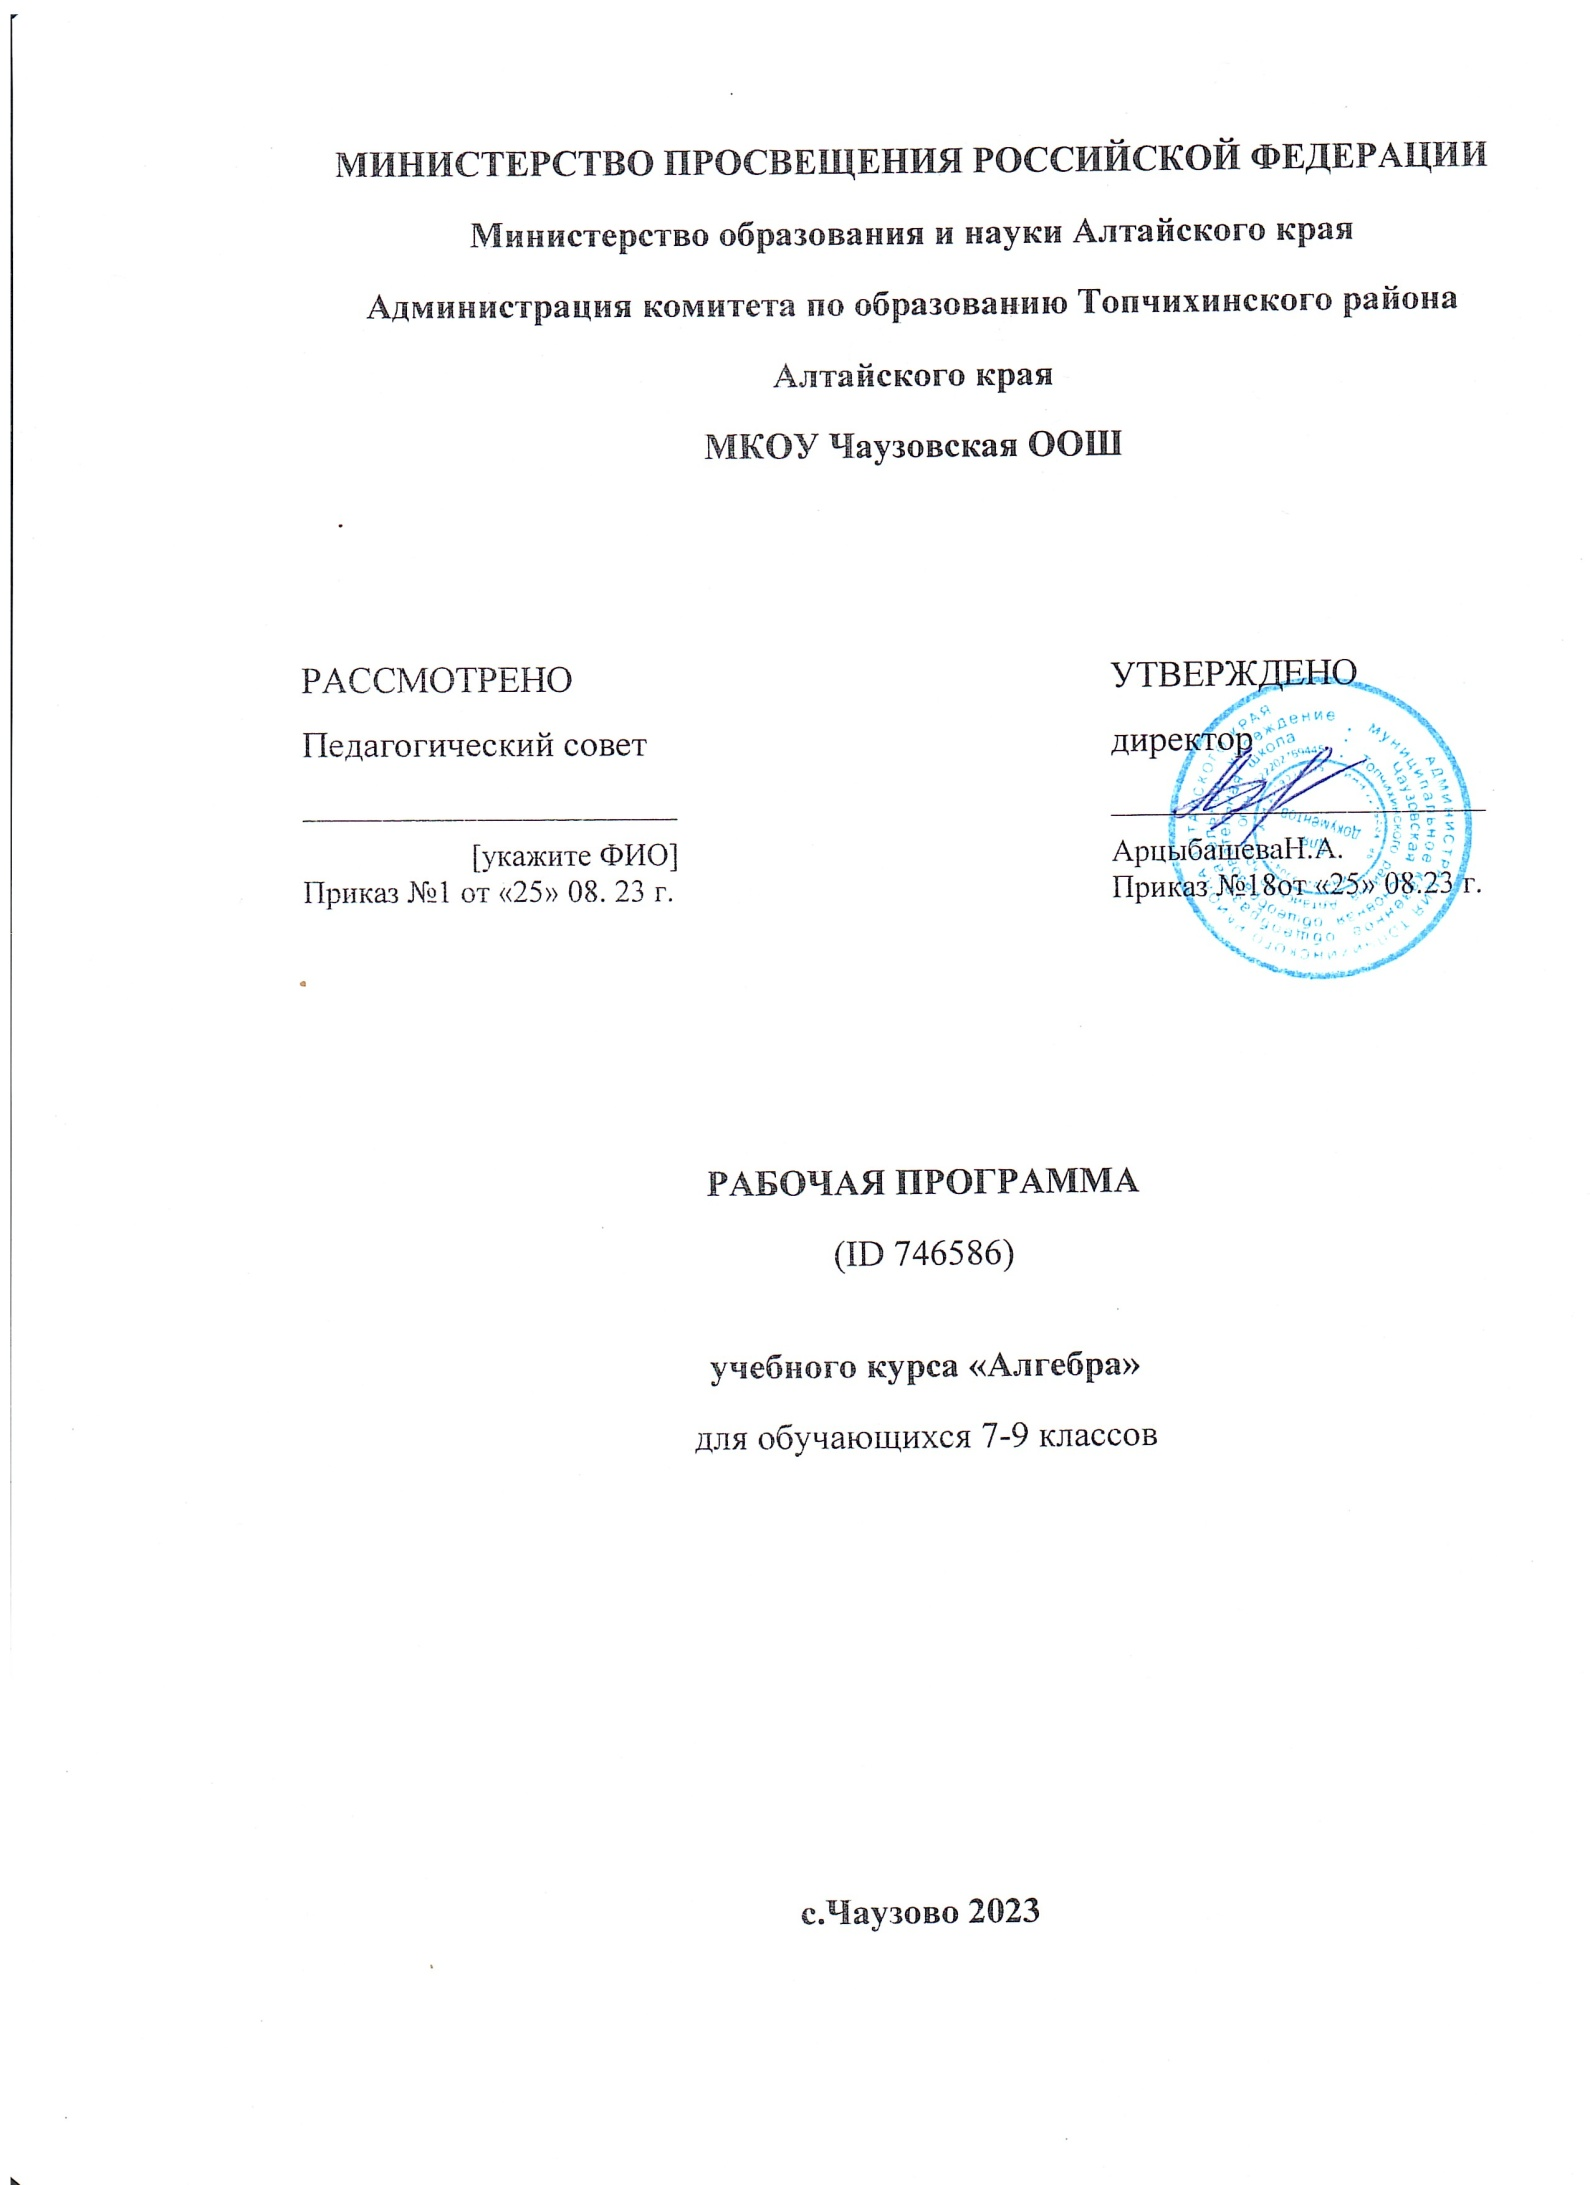 МИНИСТЕРСТВО ПРОСВЕЩЕНИЯ РОССИЙСКОЙ ФЕДЕРАЦИИ
Министерство образования и науки Алтайского края
Администрация комитета по образованию Топчихинского района
Алтайского края
МКОУ Чаузовская ООШ
РАССМОТРЕНО
Педагогический совет
[укажите ФИО]
Приказ №1 от «25» 08. 23 г.
УТВЕРЖДЕНО
директор
АрцыбашеваН.А.
Приказ №18от «25» 08.23 г.
РАБОЧАЯ ПРОГРАММА
(ID 746586)
учебного курса «Алгебра»
для обучающихся 7-9 классов
с.Чаузово 2023